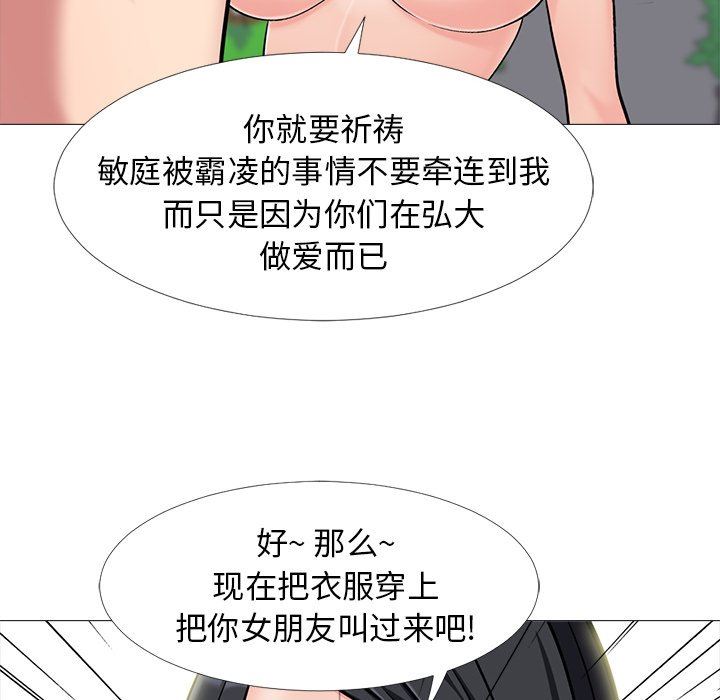 你就要祈祷
敏庭被霸凌的事情不要牵连到我
而只是因为你们在弘大
做爱而已
好~ 那么~
现在把衣服穿上
把你女朋友叫过来吧!